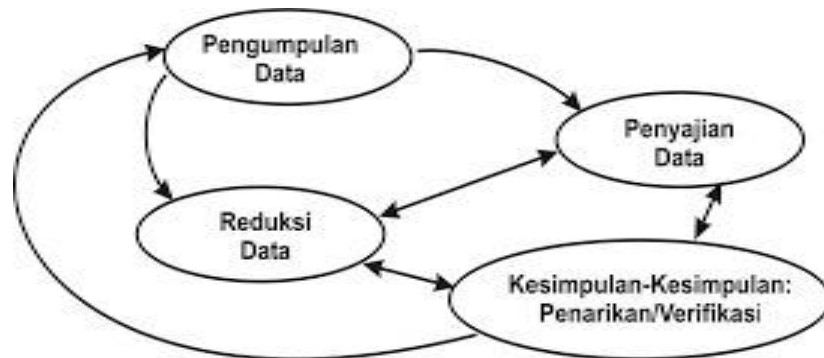 Pengumpulan
Data
Penyajian
Data
Reduksi
Data
Kesimpulan-Kesimpulan:
Penarikan/Verifikasi